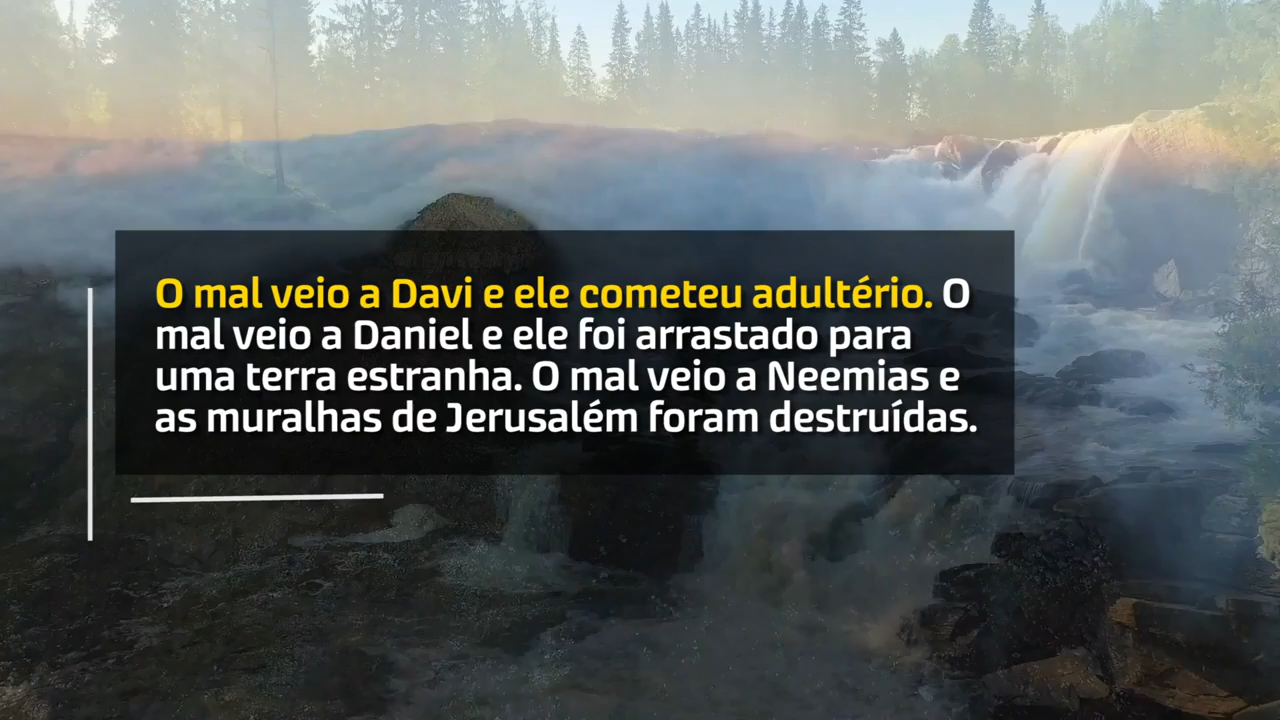 O mal veio a Davi e ele cometeu adultério. O
mal veio a Daniel e ele foi arrastado para
uma terra estranha. O mal veio a Neemias e
as muralhas de Jerusalém foram destruídas.